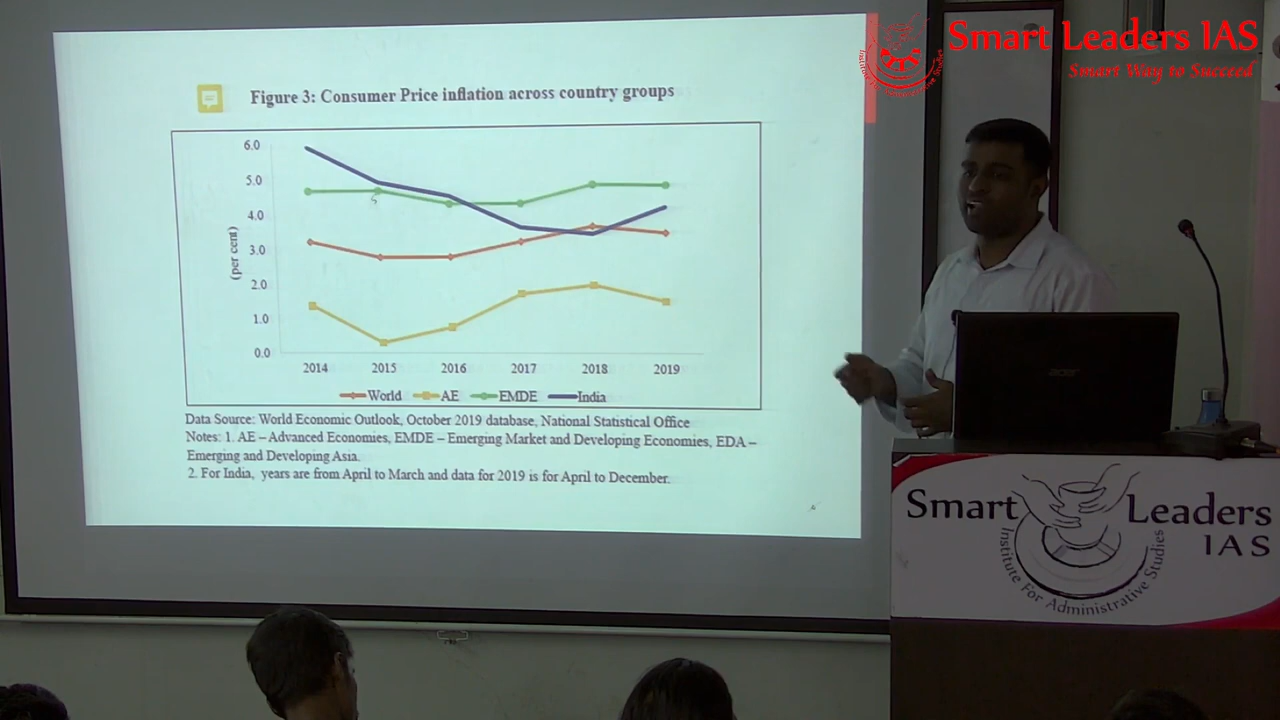 Smart Leaders IAS
Smart Way to Succeed
Figure 3: Consumer Price inflation across country groups
6.0
5.0
4.0
3.0
2.0
1.0
0.0
(per cent)
2014 2015 2016 2017 2018 2019
World AE EMDE India
Data Source: World Economic Outlook, October 2019 database, National Statistical Office
Notes: 1. AE – Advanced Economies, EMDE – Emerging Market and Developing Economies, EDA –
Emerging and Developing Asia.
2. For India, years are from April to March and data for 2019 is for April to December.
acer
Smart Leaders
IAS
Institute For Administrative Studies